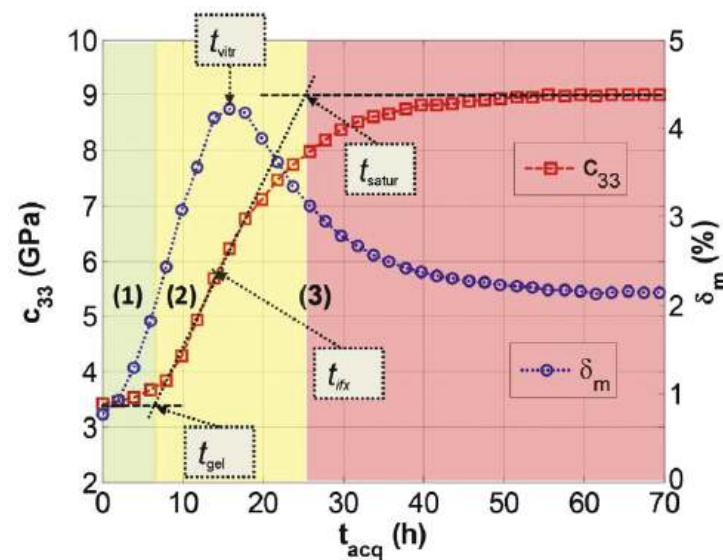 10
9
8
7
6
5
4
3
2
c33 (GPa)
5
4
3
2
1
0
δm (%)
0 10 20 30 40 50 60 70
tacq (h)
tvitr
tsatur
tifx
tgel
(1) (2) (3)
c33
δm